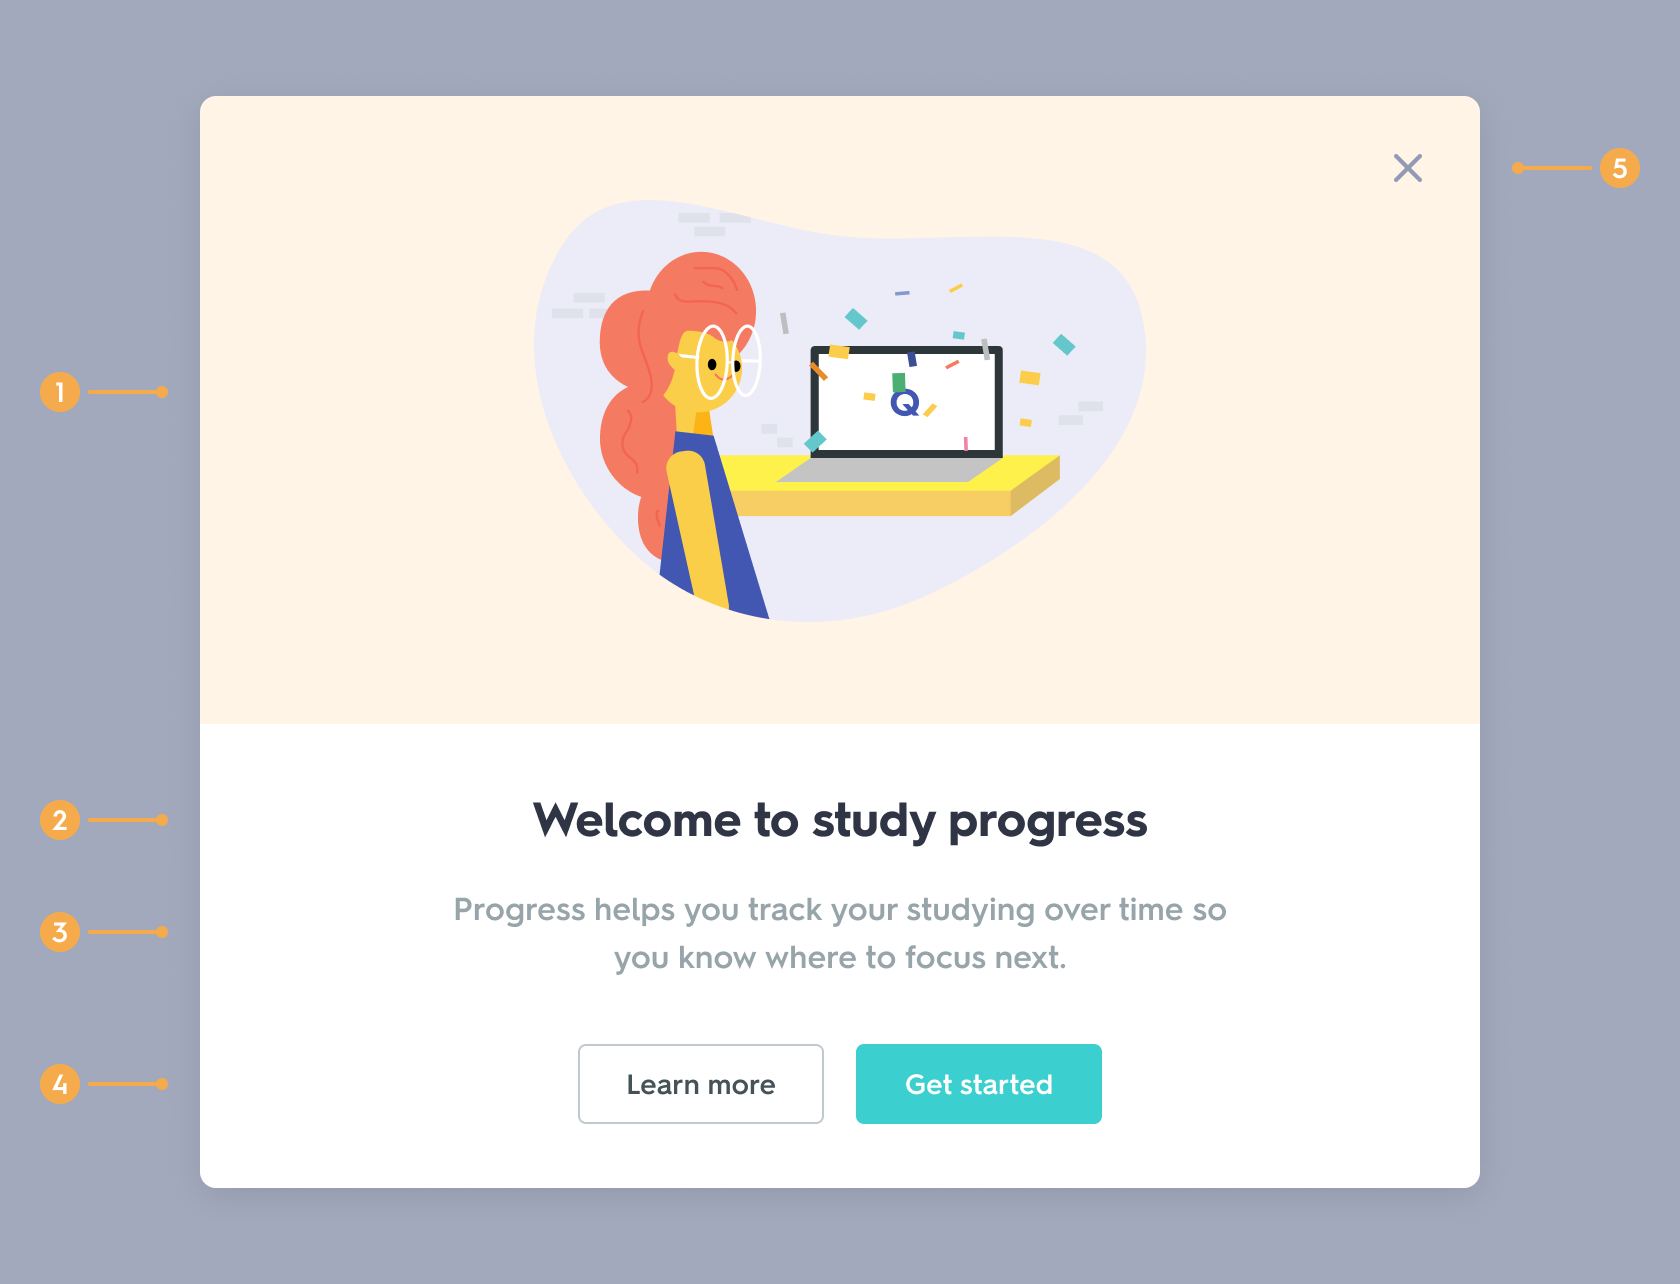 5
Q
1
2
Welcome to study progress
3
Progress helps you track your studying over time so
you know where to focus next.
4
Learn more
Get started